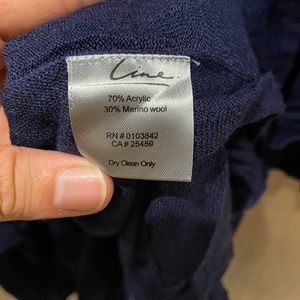 Line.
70% Acrylic
30% Merino wool
RN # 0103842
CA # 25459
Dry Clean Only